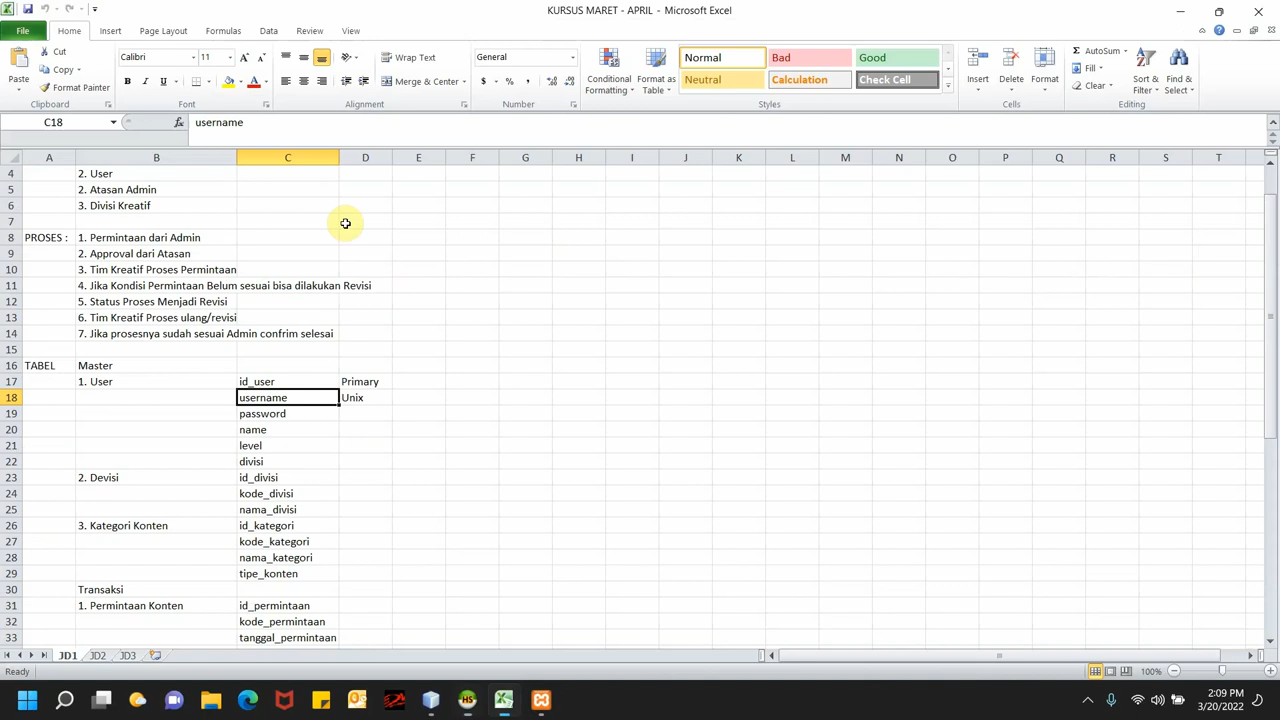 KURSUS MARET - APRIL - Microsoft Excel
File Home Insert Page Layout Formulas Data Review View
Paste Cut Copy Format Painter Clipboard
Calibri 11 B I U A Font
Wrap Text Merge & Center Alignment
General $ % , Number
Conditional Formatting Format as Table
Normal Bad Good
Neutral Calculation Check Cell
Styles
Insert Delete Format Cells
AutoSum Fill Clear Sort & Filter Find & Select Editing
C18 fx username
A B C D E F G H I J K L M N O P Q R S T
4 2. User
5 2. Atasan Admin
6 3. Divisi Kreatif
7
8 PROSES : 1. Permintaan dari Admin
9 2. Approval dari Atasan
10 3. Tim Kreatif Proses Permintaan
11 4. Jika Kondisi Permintaan Belum sesuai bisa dilakukan Revisi
12 5. Status Proses Menjadi Revisi
13 6. Tim Kreatif Proses ulang/revisi
14 7. Jika prosesnya sudah sesuai Admin confrim selesai
15
16 TABEL Master
17 1. User id_user Primary
18 username Unix
19 password
20 name
21 level
22 divisi
23 2. Devisi id_divisi
24 kode_divisi
25 nama_divisi
26 3. Kategori Konten id_kategori
27 kode_kategori
28 nama_kategori
29 tipe_konten
30 Transaksi
31 1. Permintaan Konten id_permintaan
32 kode_permintaan
33 tanggal_permintaan
JD1 JD2 JD3
Ready 100%
2:09 PM
3/20/2022